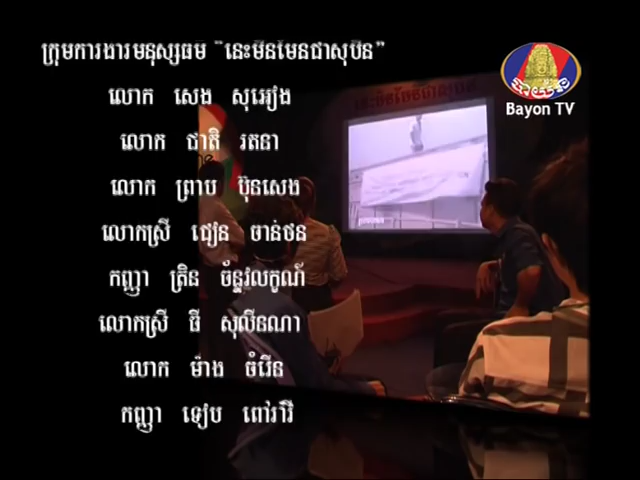 ក្រុមការងារមនុស្សធម៌ "នេះមិនមែនជាសុបិន"
លោក សេង សុអៀង
លោក ជាតិ រតនា
លោក ព្រាប ប៊ុនសេង
លោកស្រី ជឿន ចាន់ថន
កញ្ញា ត្រិន ច័ន្ទវលក្ខណ៍
លោកស្រី ធី សុលីនណា
លោក ម៉ាង ចំរើន
កញ្ញា ទៀប ពៅរ៉ាវី
Bayon TV